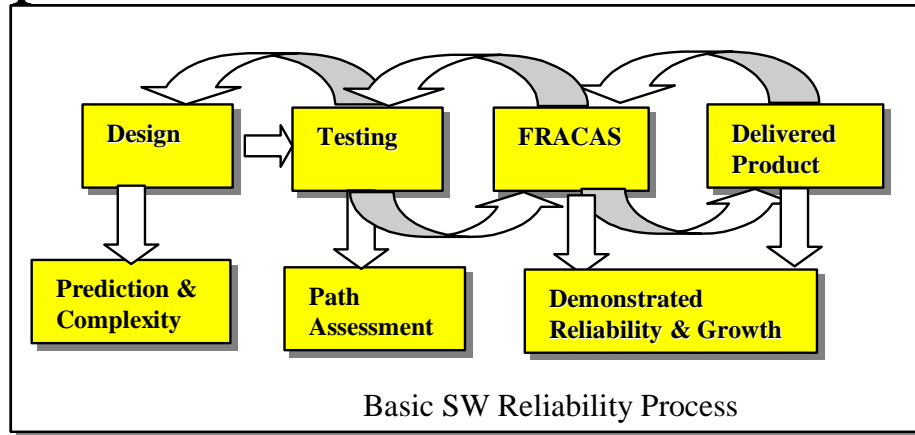 Design
Testing
FRACAS
Delivered
Product
Prediction &
Complexity
Path
Assessment
Demonstrated
Reliability & Growth
Basic SW Reliability Process